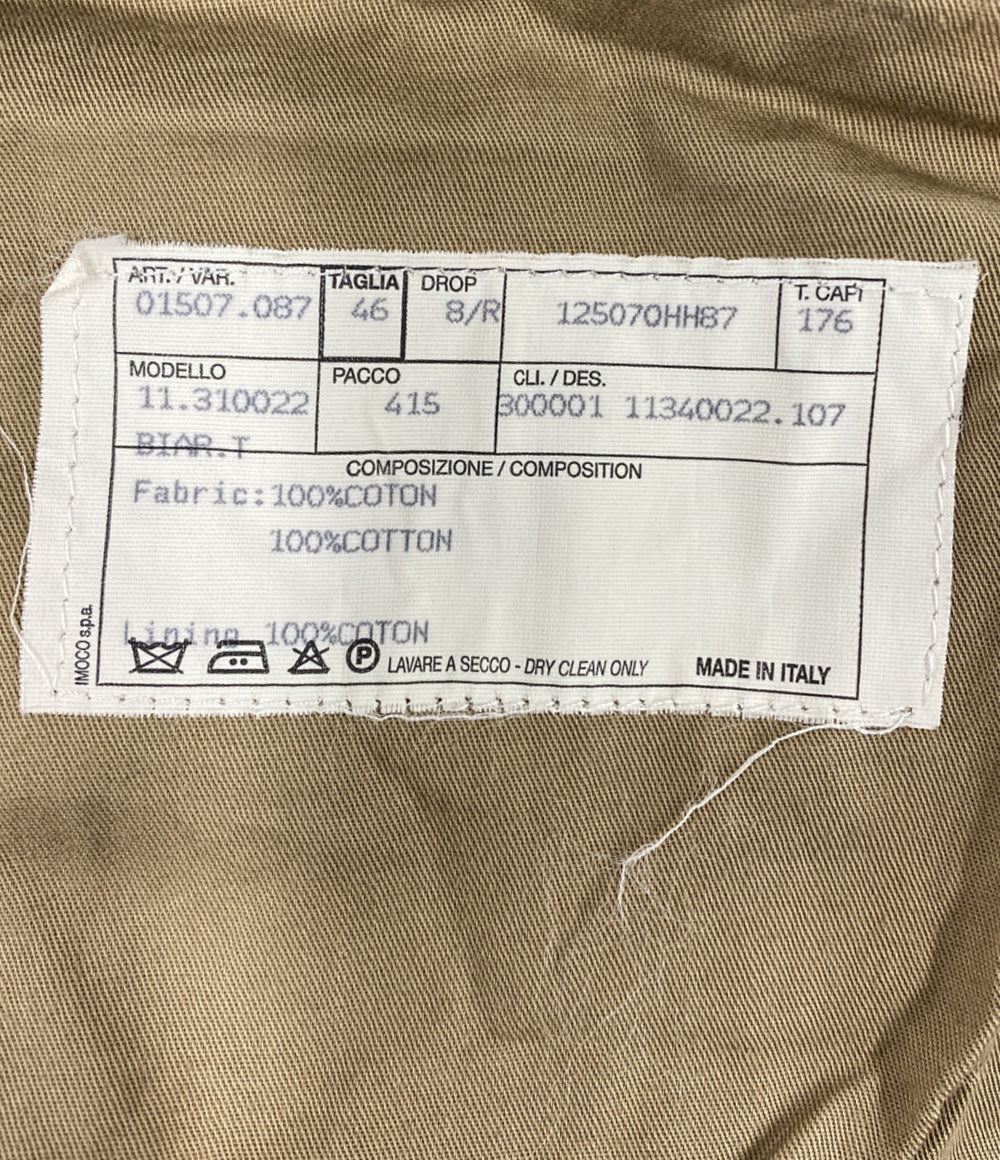 ART. / VAR. TAGLIA DROP T. CAPI
01507.087 46 8/R 125070HH87 176
MODELLO PACCO CLI. / DES.
11.310022 415 300001 11340022.107
BIAR.T
COMPOSIZIONE / COMPOSITION
Fabric:100%COTON
100%COTTON
Lining 100%COTON
P LAVARE A SECCO - DRY CLEAN ONLY MADE IN ITALY
IMOCO s.p.a.